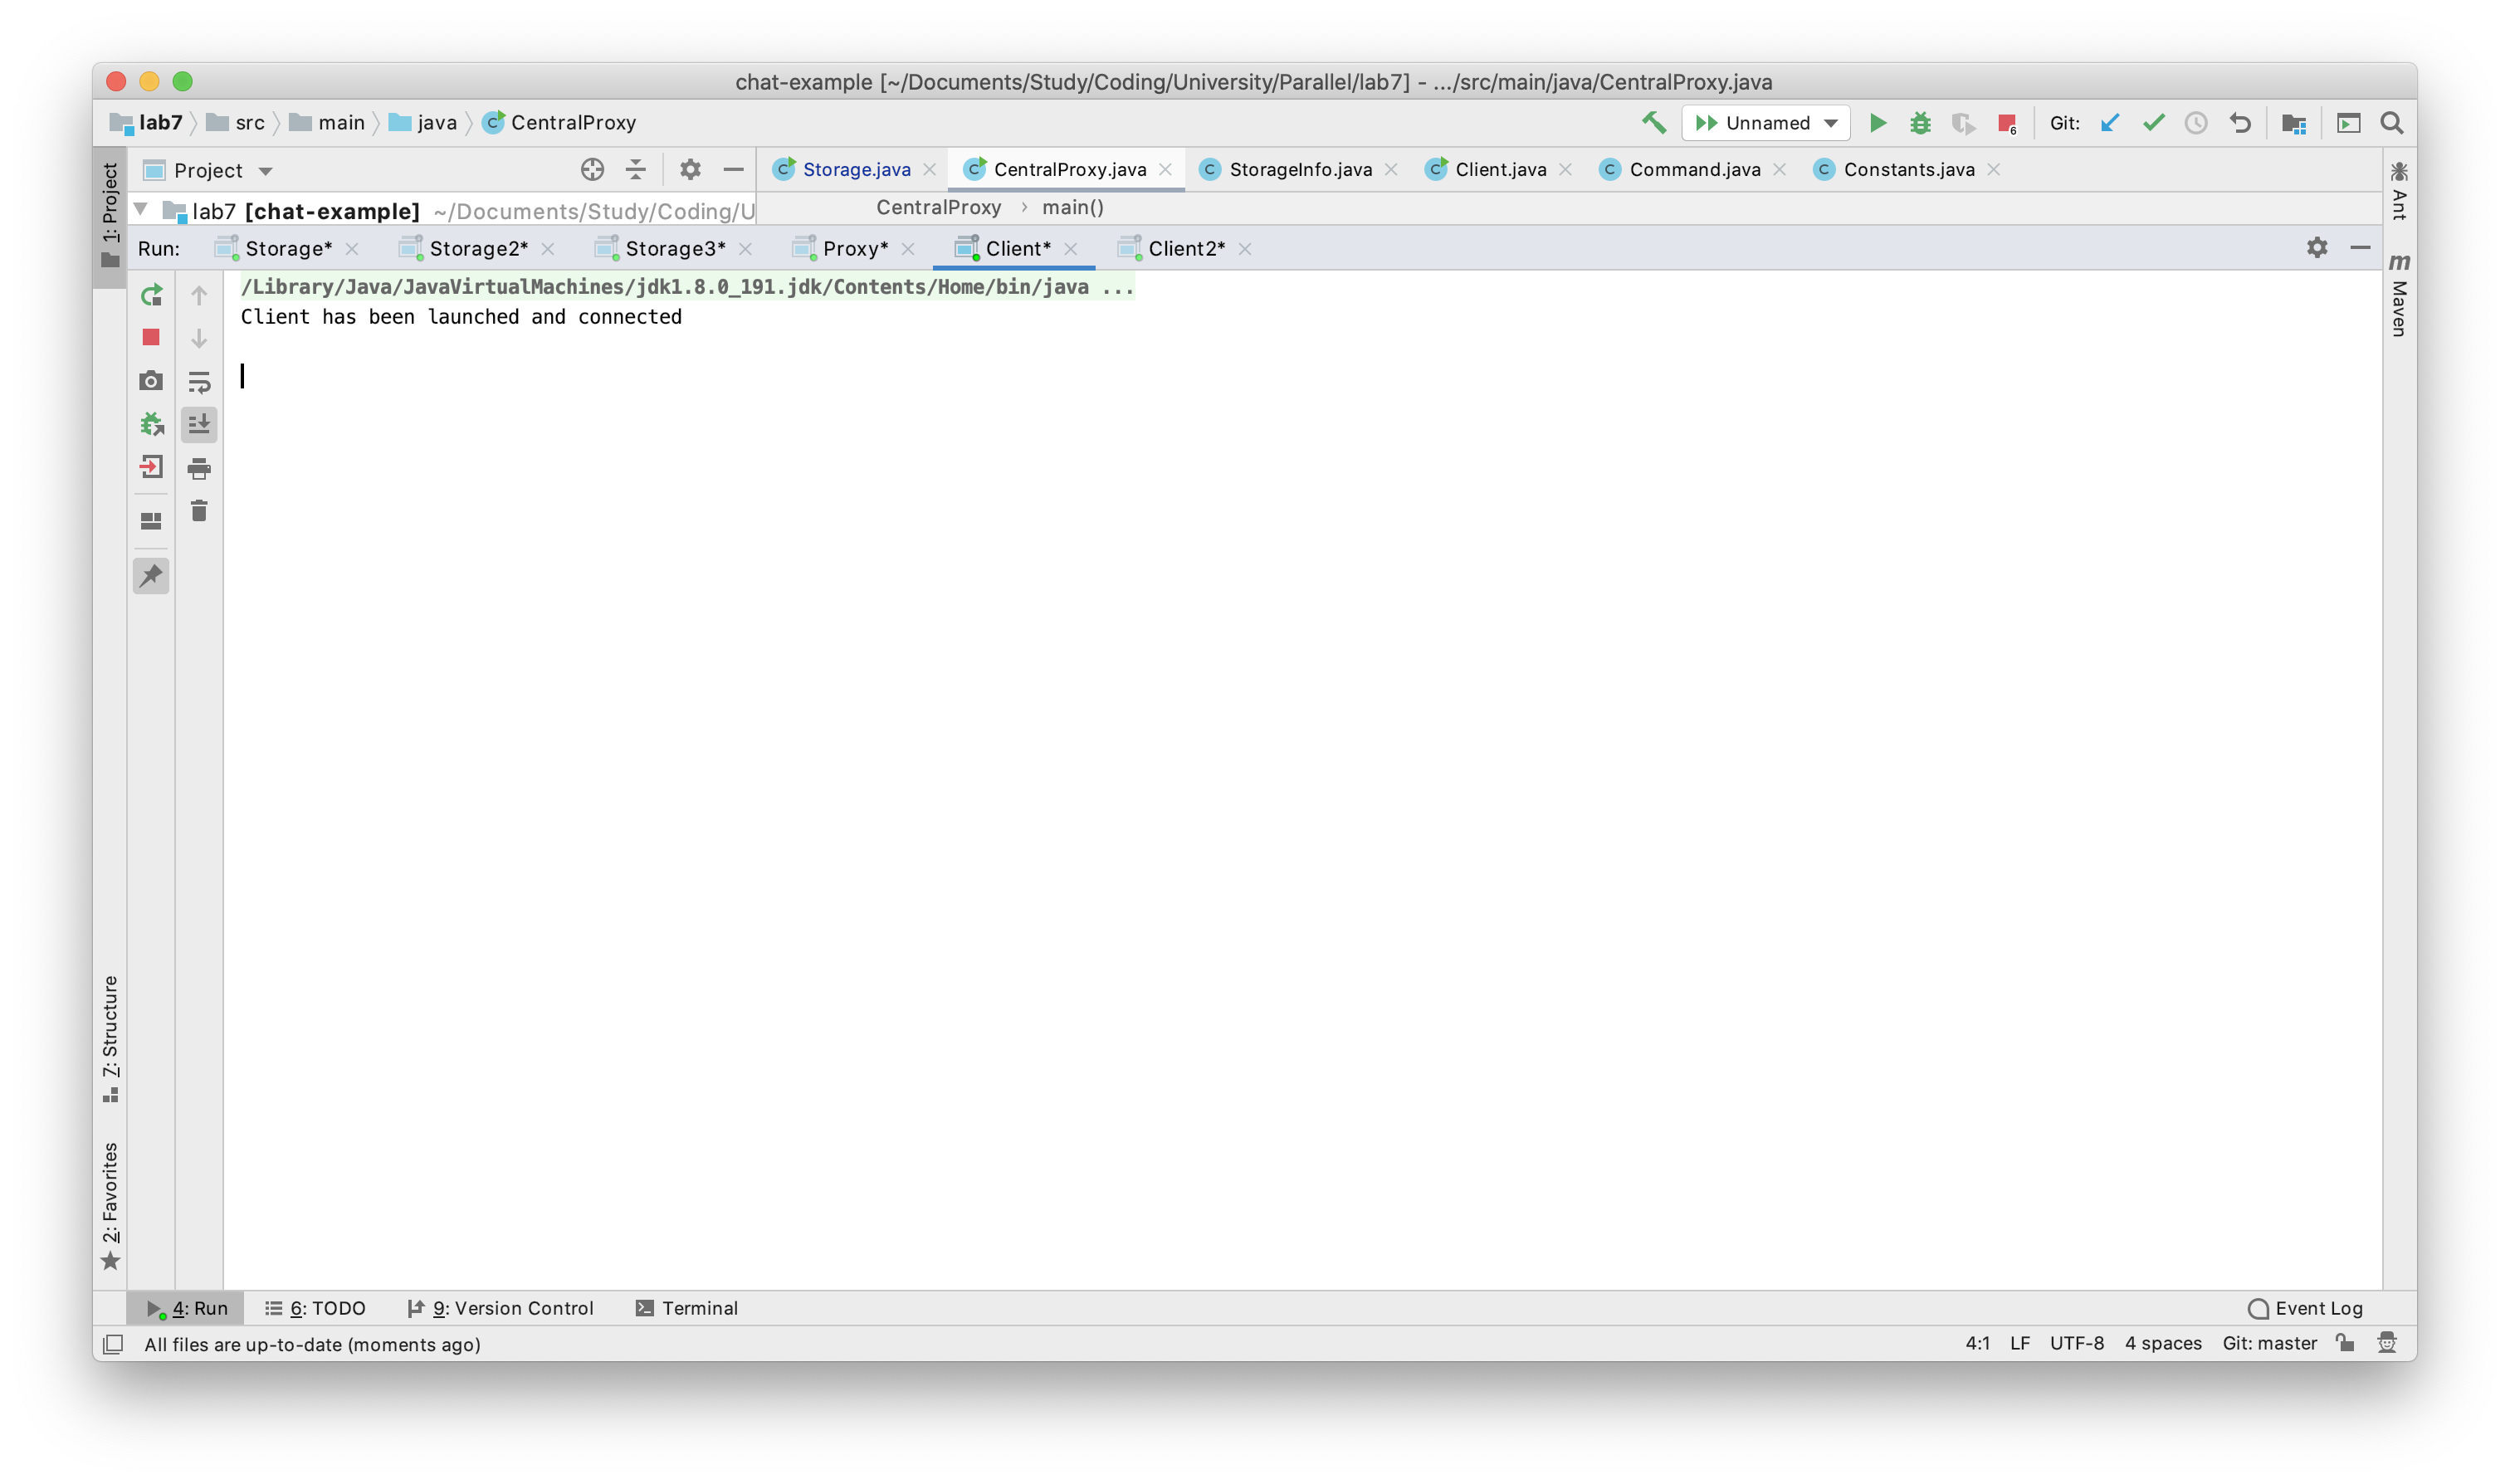 chat-example [~/Documents/Study/Coding/University/Parallel/lab7] - .../src/main/java/CentralProxy.java
lab7 src main java CentralProxy Unnamed 6 Git:
Project Storage.java CentralProxy.java StorageInfo.java Client.java Command.java Constants.java
lab7 [chat-example] ~/Documents/Study/Coding/U CentralProxy › main()
Run: Storage* Storage2* Storage3* Proxy* Client* Client2*
/Library/Java/JavaVirtualMachines/jdk1.8.0_191.jdk/Contents/Home/bin/java ...
Client has been launched and connected
1: Project
7: Structure
2: Favorites
Ant
m Maven
4: Run 6: TODO 9: Version Control Terminal Event Log
All files are up-to-date (moments ago) 4:1 LF UTF-8 4 spaces Git: master